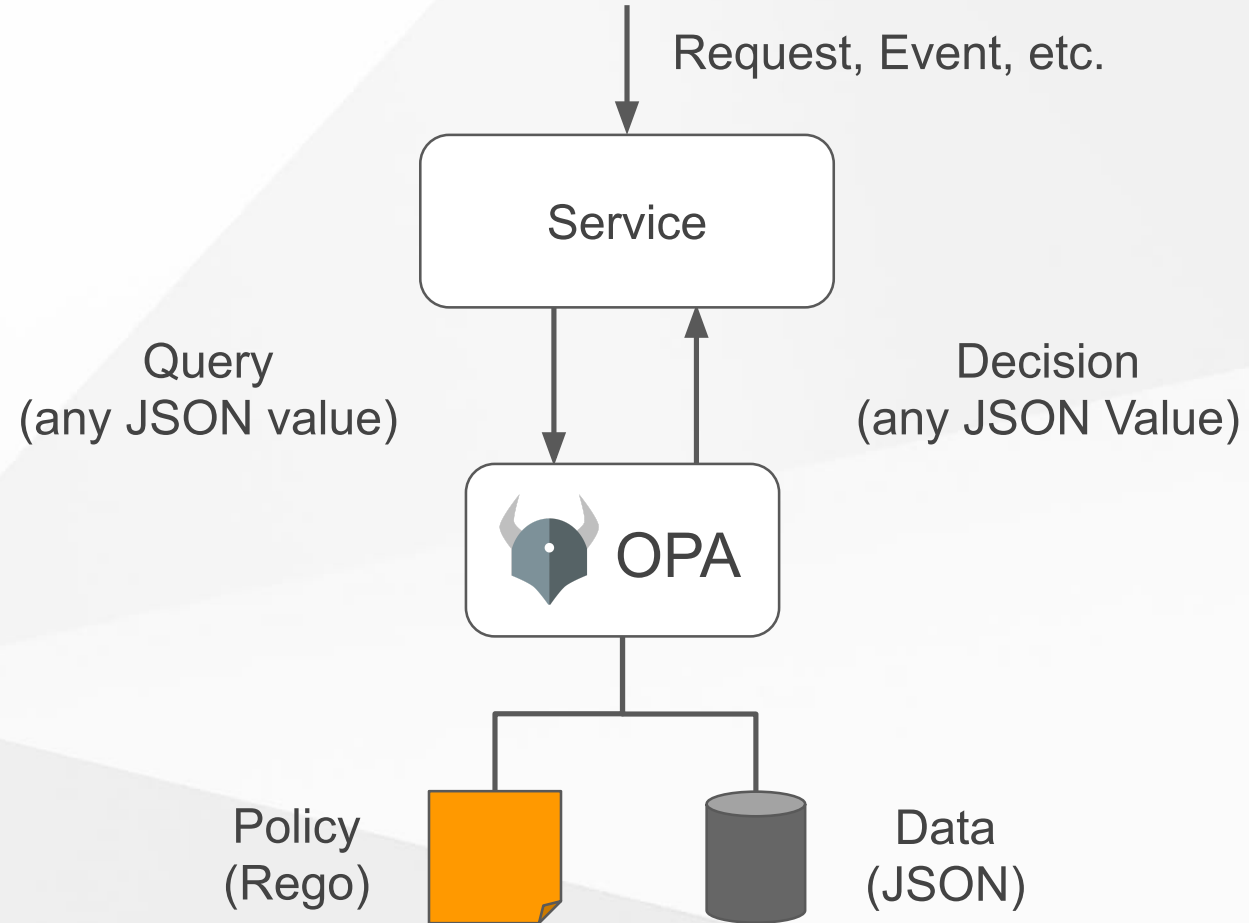 Request, Event, etc.
Service
Query
(any JSON value)
Decision
(any JSON Value)
OPA
Policy
(Rego)
Data
(JSON)